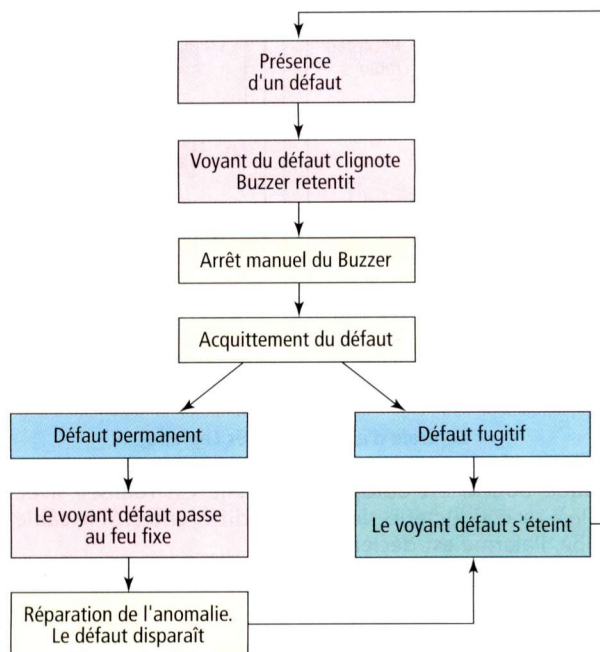 Présence
d'un défaut
Voyant du défaut clignote
Buzzer retentit
Arrêt manuel du Buzzer
Acquittement du défaut
Défaut permanent
Défaut fugitif
Le voyant défaut passe
au feu fixe
Le voyant défaut s'éteint
Réparation de l'anomalie.
Le défaut disparaît